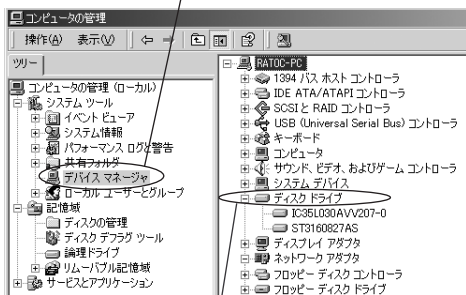 コンピュータの管理
操作(A) 表示(V)
ツリー
コンピュータの管理 (ローカル)
システム ツール
イベント ビューア
システム情報
パフォーマンス ログと警告
共有フォルダ
デバイス マネージャ
ローカル ユーザーとグループ
記憶域
ディスクの管理
ディスク デフラグ ツール
論理ドライブ
リムーバブル記憶域
サービスとアプリケーション
RATOC-PC
1394 バス ホスト コントローラ
IDE ATA/ATAPI コントローラ
SCSI と RAID コントローラ
USB (Universal Serial Bus) コントローラ
キーボード
コンピュータ
サウンド、ビデオ、およびゲーム コントローラ
システム デバイス
ディスク ドライブ
IC35L030AVV207-0
ST3160827AS
ディスプレイ アダプタ
ネットワーク アダプタ
フロッピー ディスク コントローラ
フロッピー ディスク ドライブ